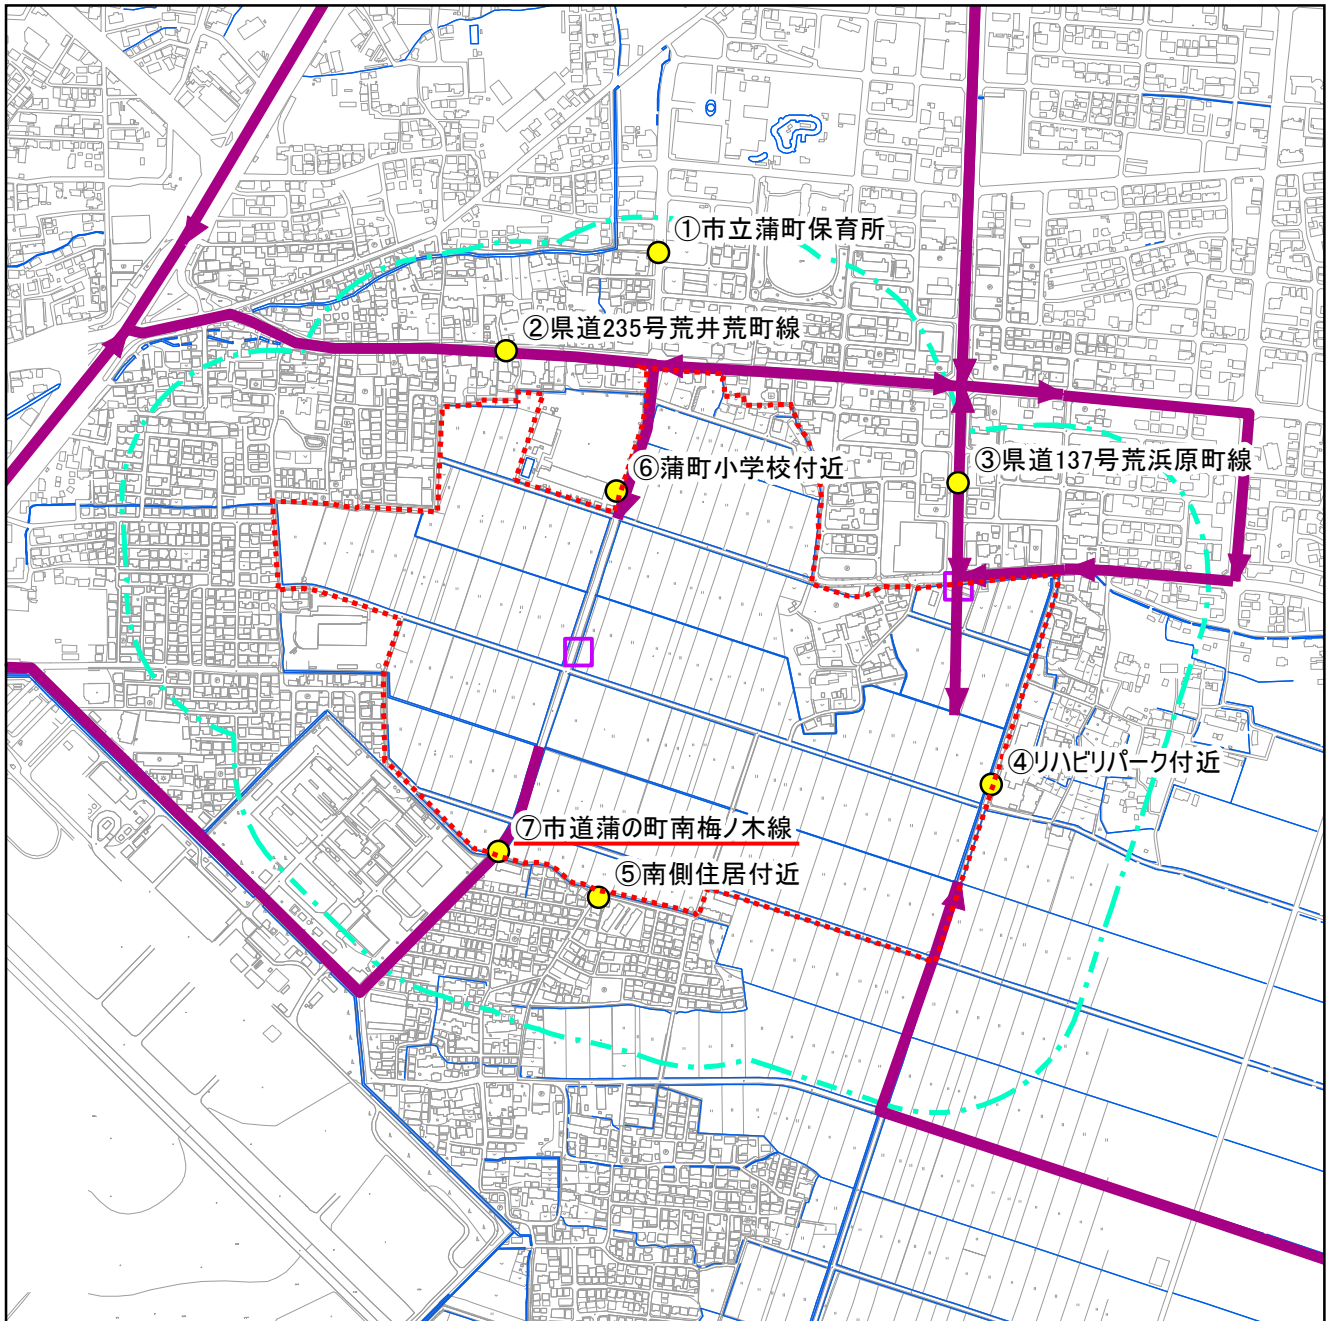 ①市立蒲町保育所
②県道235号荒井荒町線
③県道137号荒浜原町線
⑥蒲町小学校付近
④リハビリパーク付近
⑦市道蒲の町南梅ノ木線
⑤南側住居付近